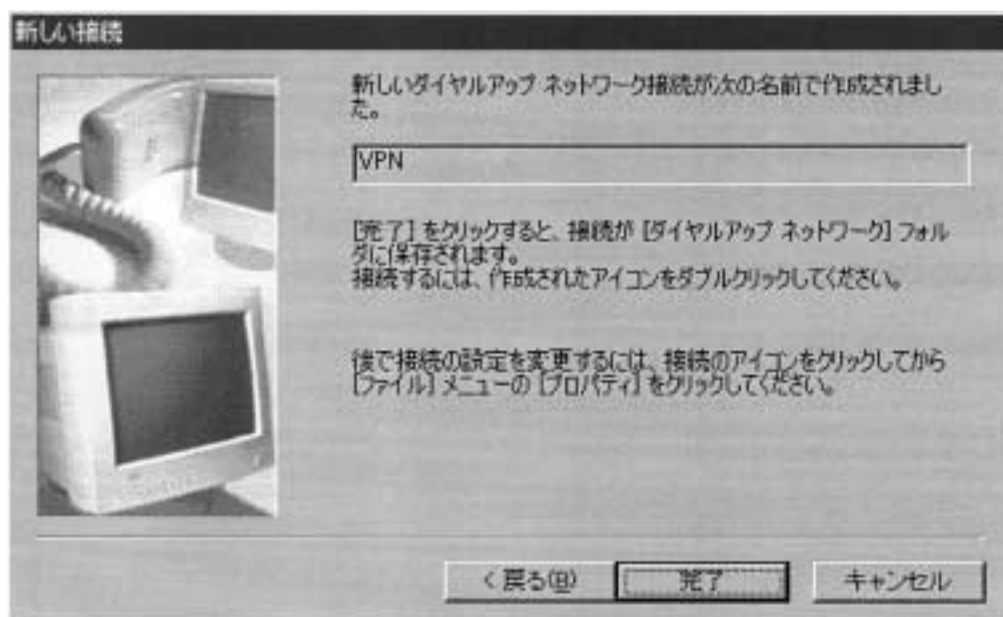 新しい接続
新しいダイヤルアップ ネットワーク接続が次の名前で作成されまし
た。
VPN
[完了] をクリックすると、接続が [ダイヤルアップ ネットワーク] フォル
ダに保存されます。
接続するには、作成されたアイコンをダブルクリックしてください。
後で接続の設定を変更するには、接続のアイコンをクリックしてから
[ファイル] メニューの [プロパティ] をクリックしてください。
< 戻る(B)
完了
キャンセル